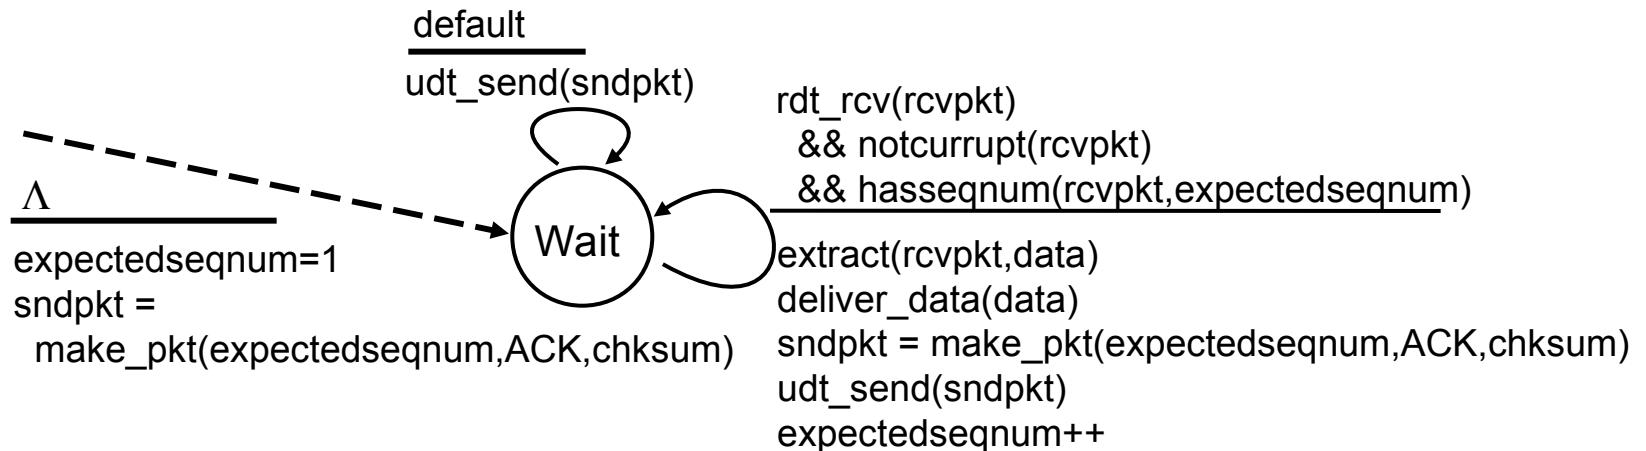 default
udt_send(sndpkt)
rdt_rcv(rcvpkt)
&& notcurrupt(rcvpkt)
&& hasseqnum(rcvpkt,expectedseqnum)
Λ
expectedseqnum=1
sndpkt =
make_pkt(expectedseqnum,ACK,chksum)
Wait
extract(rcvpkt,data)
deliver_data(data)
sndpkt = make_pkt(expectedseqnum,ACK,chksum)
udt_send(sndpkt)
expectedseqnum++